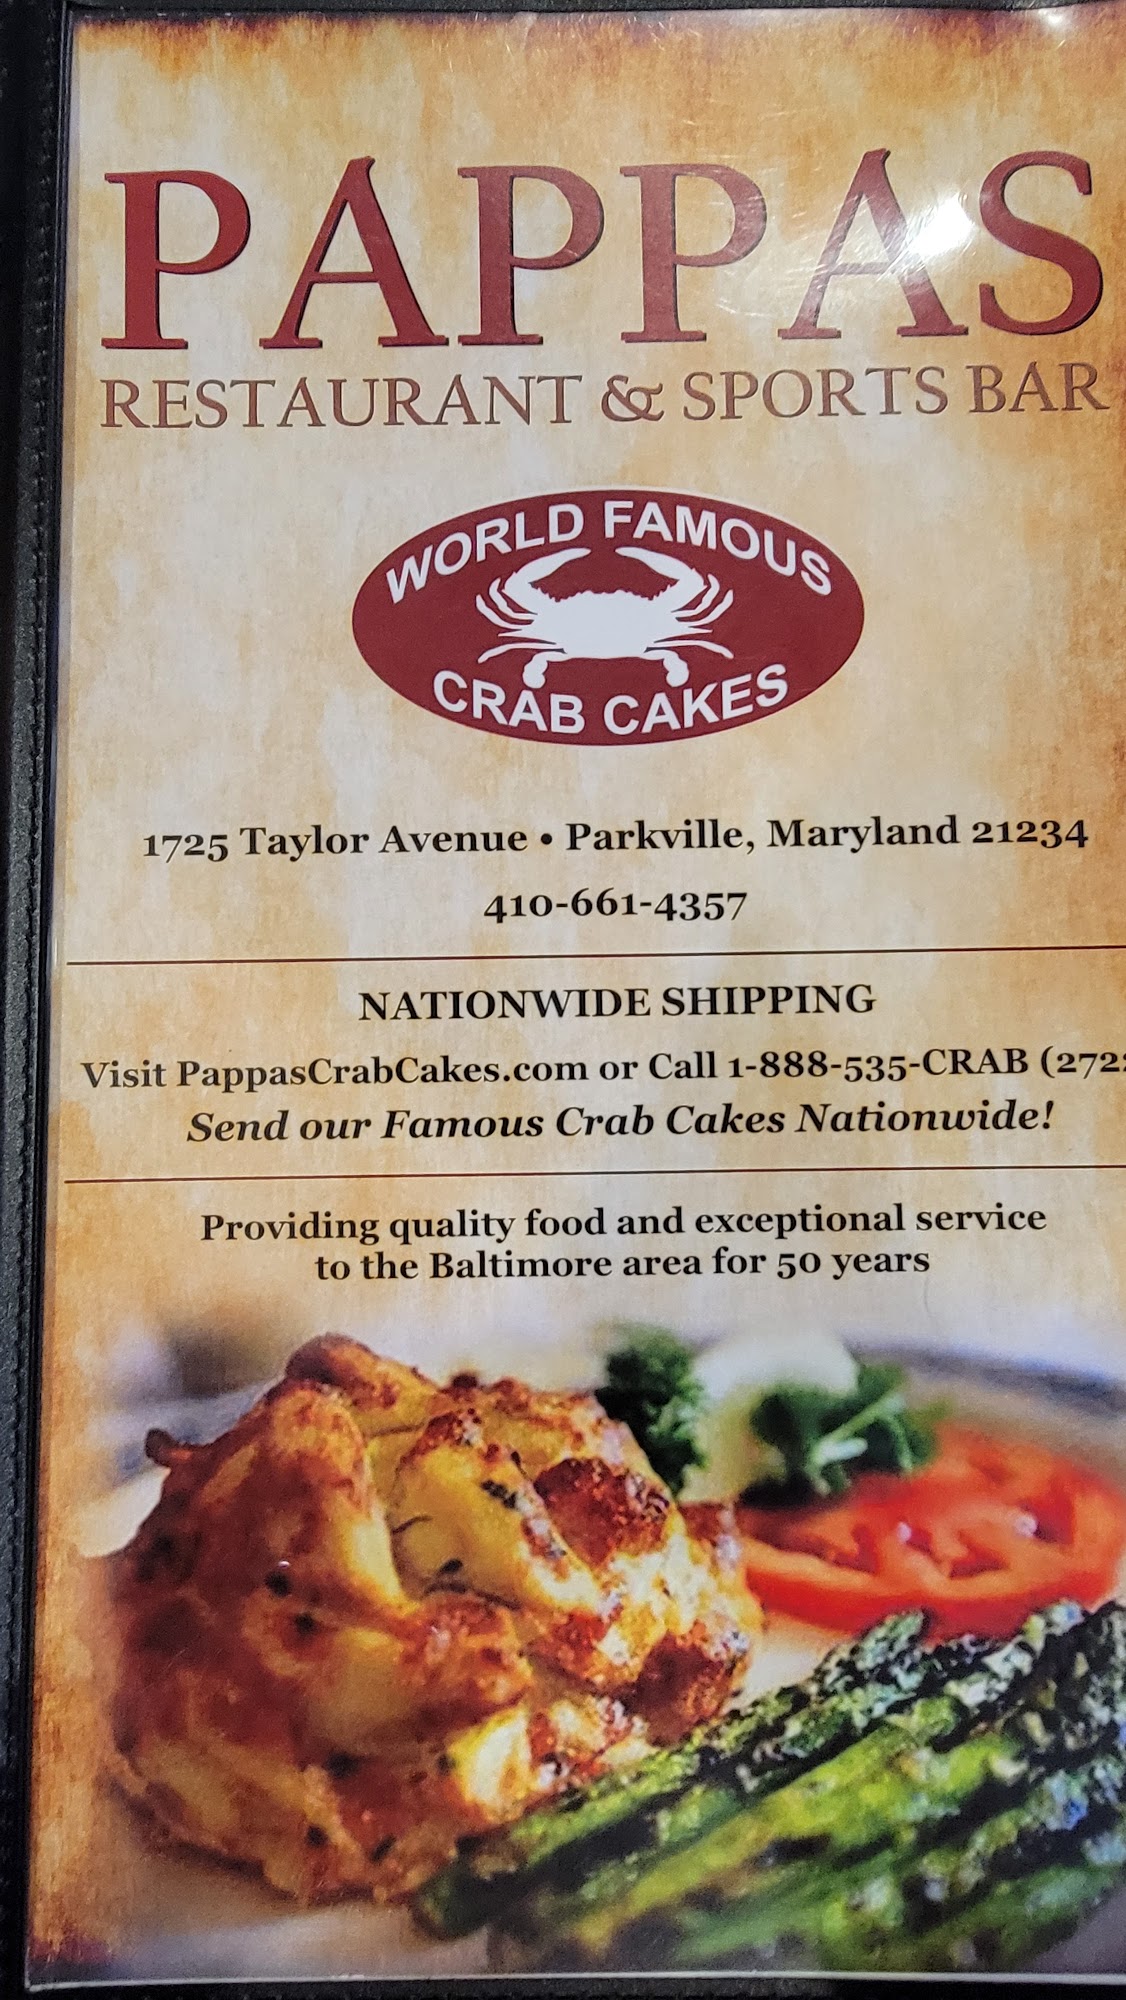 PAPPAS
RESTAURANT & SPORTS BAR
WORLD FAMOUS
CRAB CAKES
1725 Taylor Avenue • Parkville, Maryland 21234
410-661-4357
NATIONWIDE SHIPPING
Visit PappasCrabCakes.com or Call 1-888-535-CRAB
Send our Famous Crab Cakes Nationwide!
Providing quality food and exceptional service
to the Baltimore area for 50 years